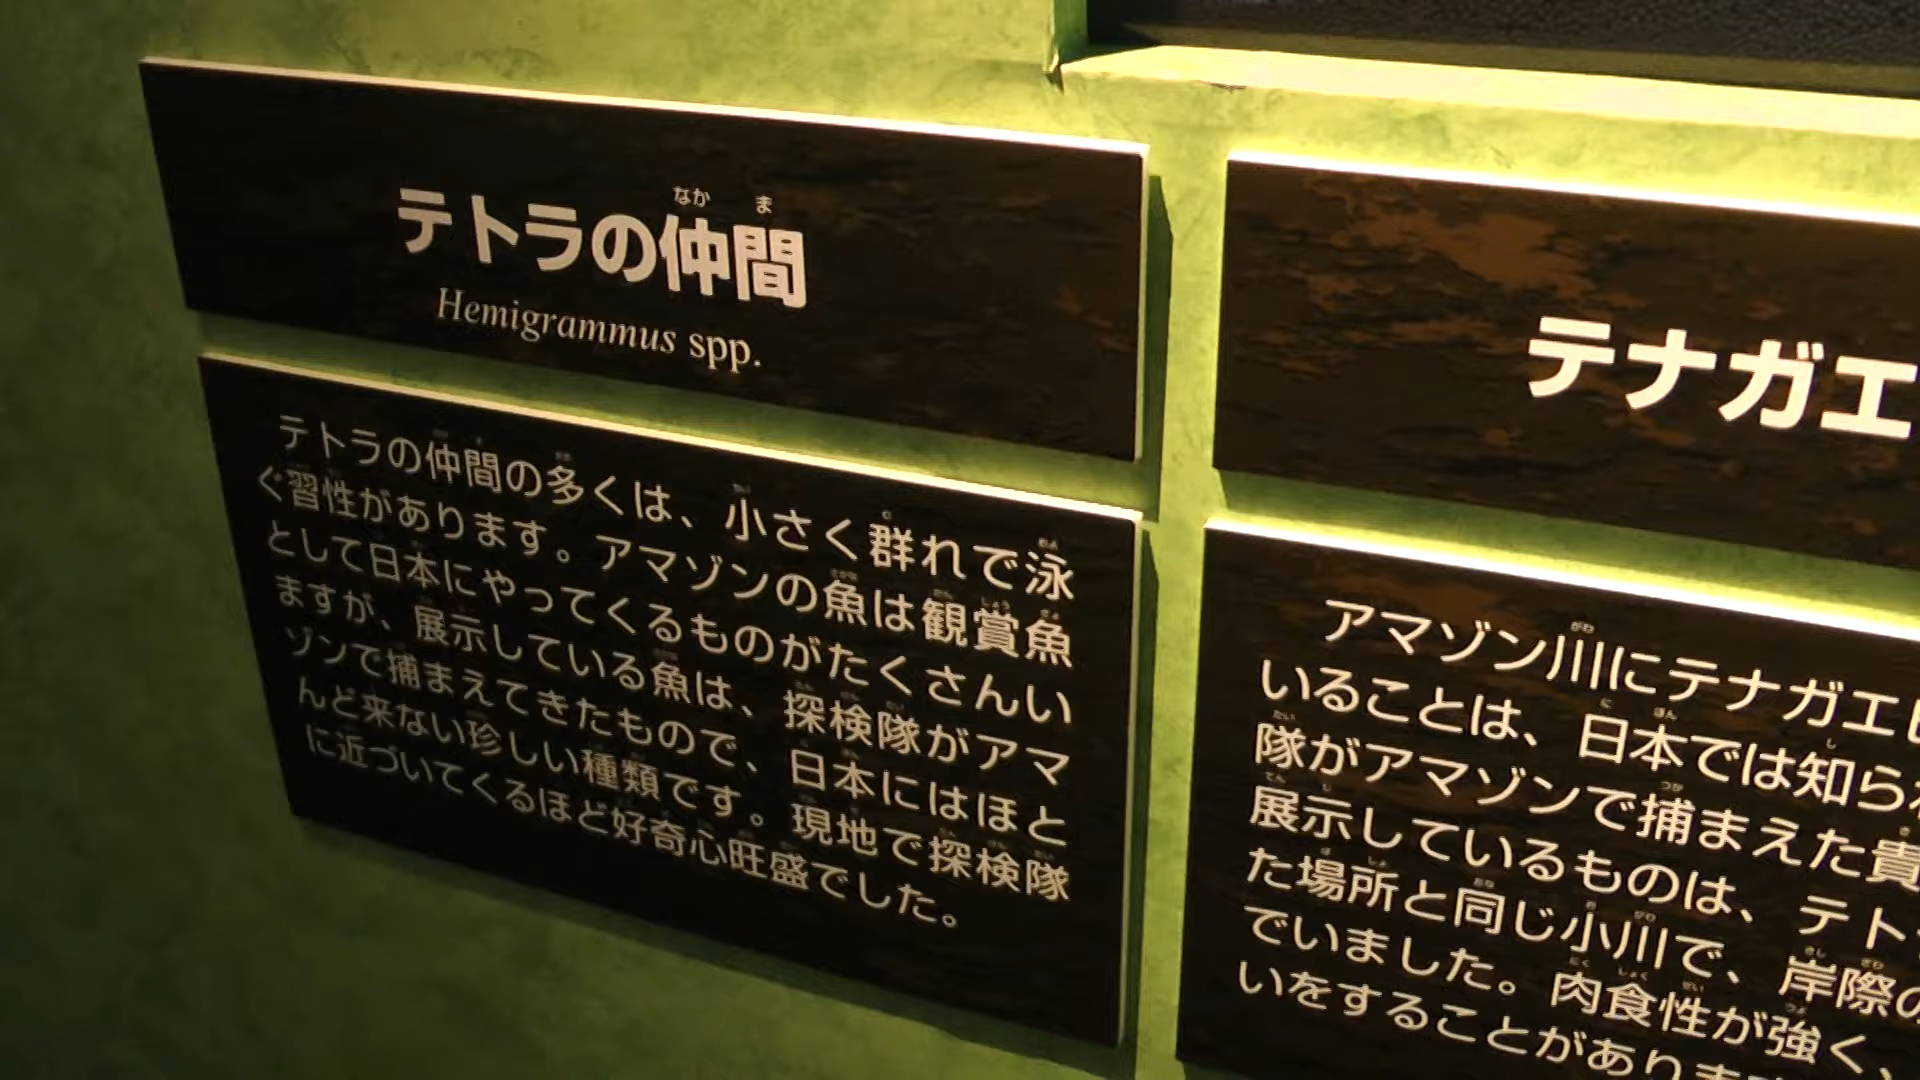 テトラの仲間
Hemigrammus spp.
テトラの仲間の多くは、小さく群れで泳
ぐ習性があります。アマゾンの魚は観賞魚
として日本にやってくるものがたくさんい
ますが、展示している魚は、探検隊がアマ
ゾンで捕まえてきたもので、日本にはほと
んど来ない珍しい種類です。現地で探検隊
に近づいてくるほど好奇心旺盛でした。
テナガエ
アマゾン川にテナガエビ
いることは、日本では知られ
隊がアマゾンで捕まえた貴
展示しているものは、テト
た場所と同じ小川で、岸際の
でいました。肉食性が強く、
いをすることがあります